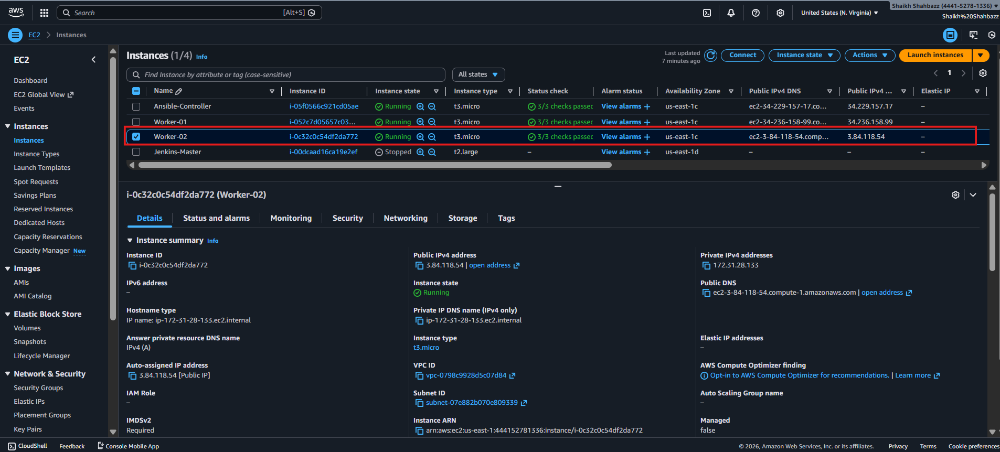 aws Search [Alt+S] United States (N. Virginia) Shaikh Shahbazz (4441-5278-1336)
Shaikh%20Shahbazz
EC2 Instances
EC2
Dashboard
EC2 Global View
Events
Instances
Instances
Instance Types
Launch Templates
Spot Requests
Savings Plans
Reserved Instances
Dedicated Hosts
Capacity Reservations
Capacity Manager New
Images
AMIs
AMI Catalog
Elastic Block Store
Volumes
Snapshots
Lifecycle Manager
Network & Security
Security Groups
Elastic IPs
Placement Groups
Key Pairs
Instances (1/4) Info
Last updated
7 minutes ago
Connect Instance state Actions Launch instances
Find Instance by attribute or tag (case-sensitive) All states 1
Name Instance ID Instance state Instance type Status check Alarm status Availability Zone Public IPv4 DNS Public IPv4 ... Elastic IP
Ansible-Controller i-05f0566c921cd05ae Running t3.micro 3/3 checks passec View alarms + us-east-1c ec2-34-229-157-17.co... 34.229.157.17 –
Worker-01 i-052c7d05657c03... Running t3.micro 3/3 checks passec View alarms + us-east-1c ec2-34-236-158-99.co... 34.236.158.99 –
Worker-02 i-0c32c0c54df2da772 Running t3.micro 3/3 checks passec View alarms + us-east-1c ec2-3-84-118-54.comp... 3.84.118.54 –
Jenkins-Master i-00dcaad16ca19e2ef Stopped t2.large – View alarms + us-east-1d – – –
i-0c32c0c54df2da772 (Worker-02)
Details Status and alarms Monitoring Security Networking Storage Tags
Instance summary Info
Instance ID
i-0c32c0c54df2da772
Public IPv4 address
3.84.118.54 | open address
Private IPv4 addresses
172.31.28.133
IPv6 address
–
Instance state
Running
Public DNS
ec2-3-84-118-54.compute-1.amazonaws.com | open address
Hostname type
IP name: ip-172-31-28-133.ec2.internal
Private IP DNS name (IPv4 only)
ip-172-31-28-133.ec2.internal
Answer private resource DNS name
IPv4 (A)
Instance type
t3.micro
Elastic IP addresses
–
Auto-assigned IP address
3.84.118.54 [Public IP]
VPC ID
vpc-0798c9928d5c07d84
AWS Compute Optimizer finding
Opt-in to AWS Compute Optimizer for recommendations. | Learn more
IAM Role
–
Subnet ID
subnet-07e882b070e809339
Auto Scaling Group name
–
IMDSv2
Required
Instance ARN
arn:aws:ec2:us-east-1:444152781336:instance/i-0c32c0c54df2da772
Managed
false
CloudShell Feedback Console Mobile App © 2026, Amazon Web Services, Inc. or its affiliates. Privacy Terms Cookie preferences